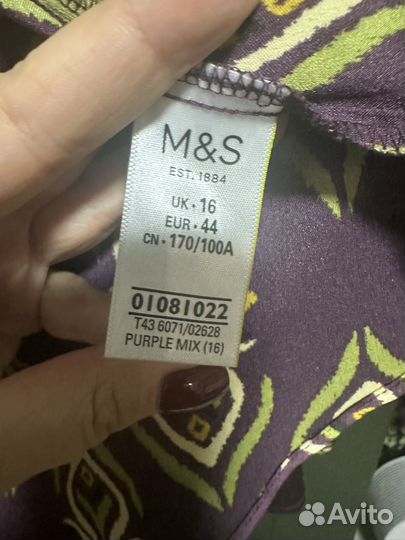 M&S
EST. 1884
UK • 16
EUR • 44
CN • 170/100A
01081022
T43 6071/02628
PURPLE MIX (16)
Avito